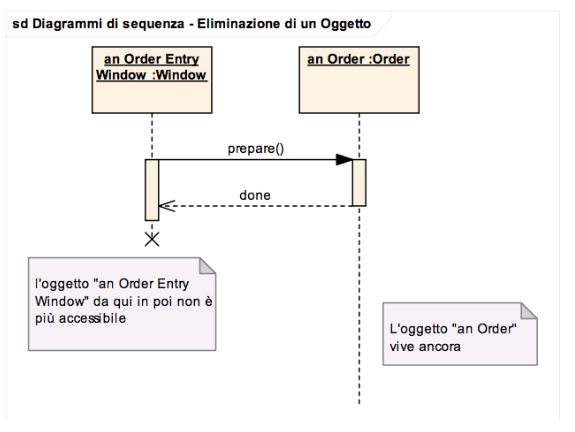 sd Diagrammi di sequenza - Eliminazione di un Oggetto
an Order Entry
Window :Window
an Order :Order
prepare()
done
l'oggetto "an Order Entry
Window" da qui in poi non è
più accessibile
L'oggetto "an Order"
vive ancora